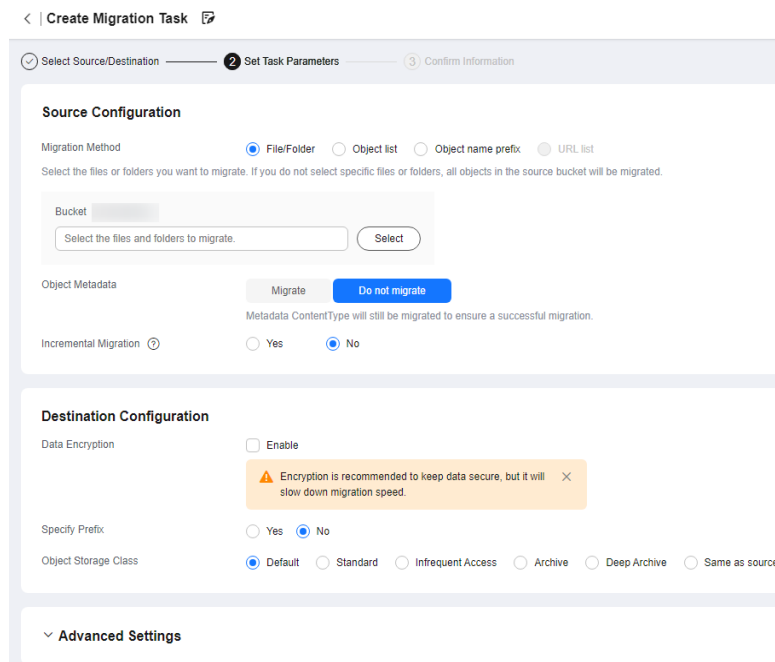 Create Migration Task
Select Source/Destination 2 Set Task Parameters 3 Confirm Information
Source Configuration
Migration Method File/Folder Object list Object name prefix URL list
Select the files or folders you want to migrate. If you do not select specific files or folders, all objects in the source bucket will be migrated.
Bucket
Select the files and folders to migrate. Select
Object Metadata Migrate Do not migrate
Metadata ContentType will still be migrated to ensure a successful migration.
Incremental Migration ? Yes No
Destination Configuration
Data Encryption Enable
Encryption is recommended to keep data secure, but it will
slow down migration speed.
Specify Prefix Yes No
Object Storage Class Default Standard Infrequent Access Archive Deep Archive Same as source
Advanced Settings